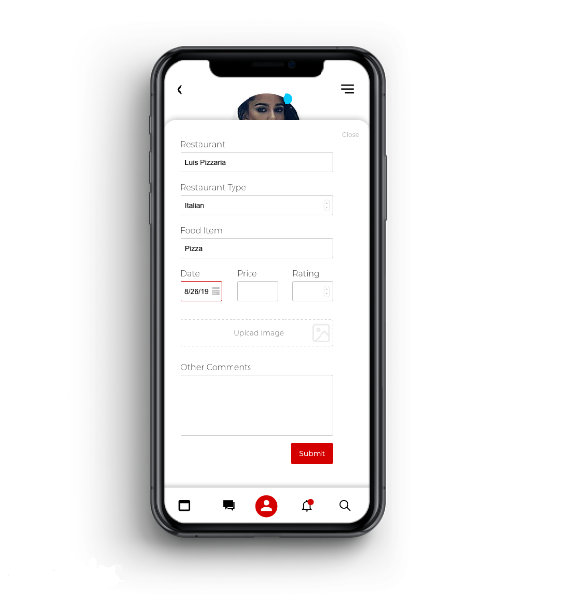 Close
Restaurant
Luis Pizzaria
Restaurant Type
Italian
Food Item
Pizza
Date Price Rating
8/26/19
Upload Image
Other Comments
Submit